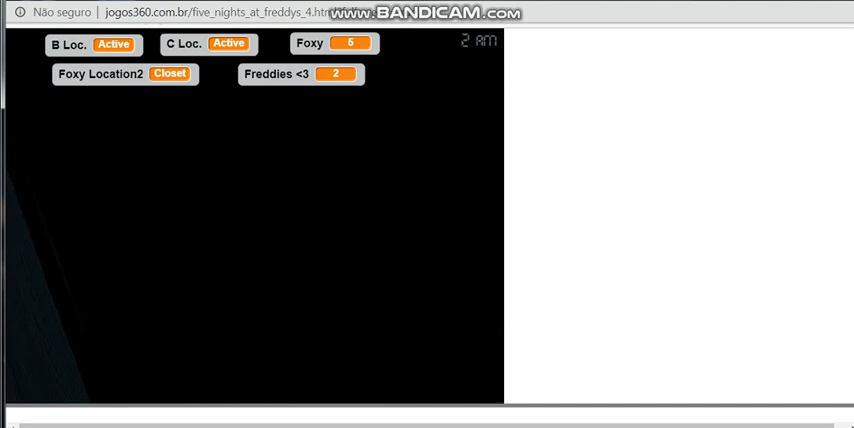 Não seguro jogos360.com.br/five_nights_at_freddys_4.htm
www.BANDICAM.com
B Loc. Active C Loc. Active Foxy 5 2 AM
Foxy Location2 Closet Freddies <3 2